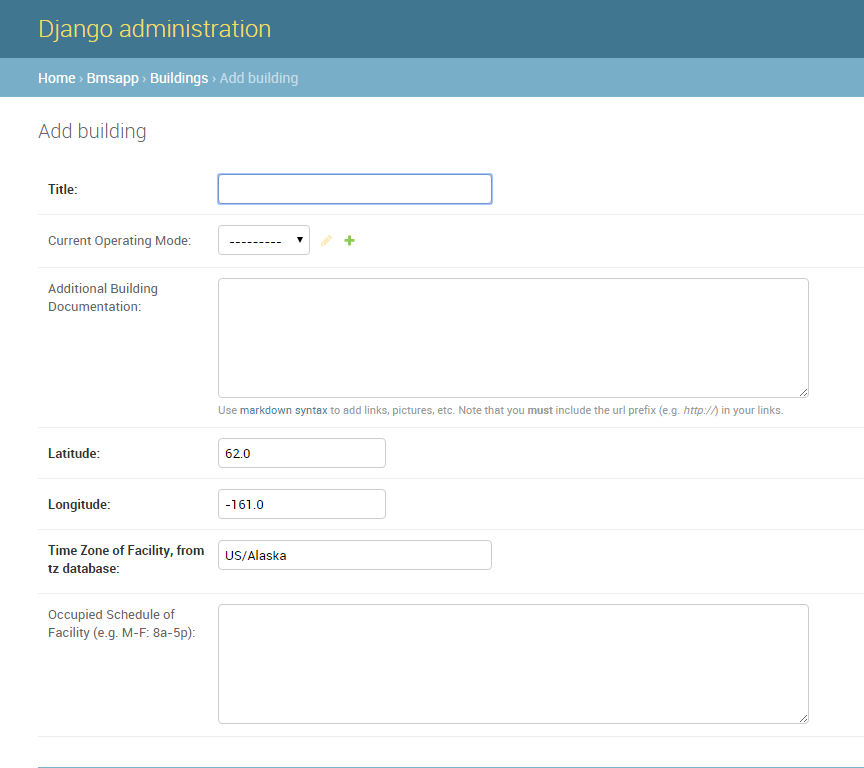 Django administration
Home › Bmsapp › Buildings › Add building
Add building
Title:
Current Operating Mode: ---------
Additional Building
Documentation:
Use markdown syntax to add links, pictures, etc. Note that you must include the url prefix (e.g. http://) in your links.
Latitude: 62.0
Longitude: -161.0
Time Zone of Facility, from US/Alaska
tz database:
Occupied Schedule of
Facility (e.g. M-F: 8a-5p):